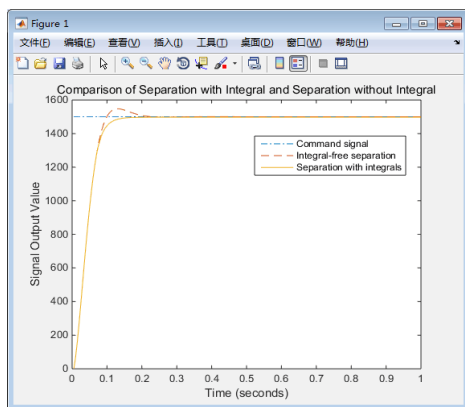 Figure 1
文件(F) 编辑(E) 查看(V) 插入(I) 工具(T) 桌面(D) 窗口(W) 帮助(H)
Comparison of Separation with Integral and Separation without Integral
1600
1400
1200
1000
800
600
400
200
0
Signal Output Value
Command signal
Integral-free separation
Separation with integrals
0 0.1 0.2 0.3 0.4 0.5 0.6 0.7 0.8 0.9 1
Time (seconds)